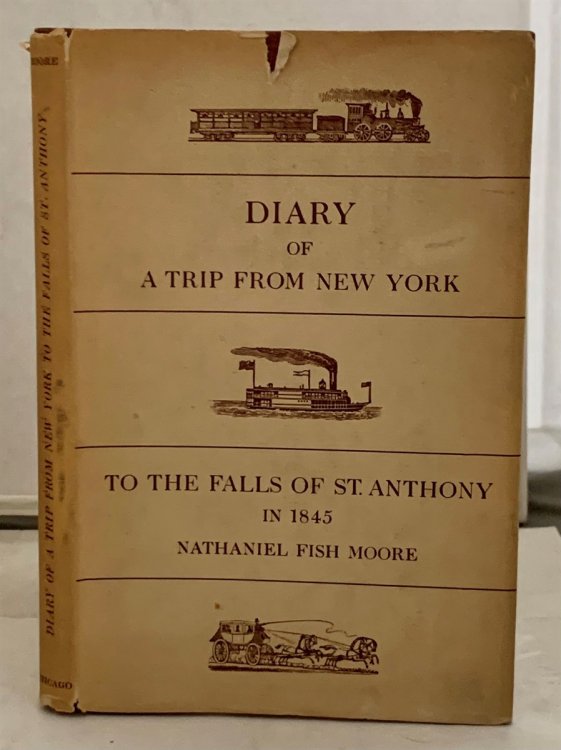 MOORE
DIARY OF A TRIP FROM NEW YORK TO THE FALLS OF ST. ANTHONY
CHICAGO
DIARY
OF
A TRIP FROM NEW YORK
TO THE FALLS OF ST. ANTHONY
IN 1845
NATHANIEL FISH MOORE